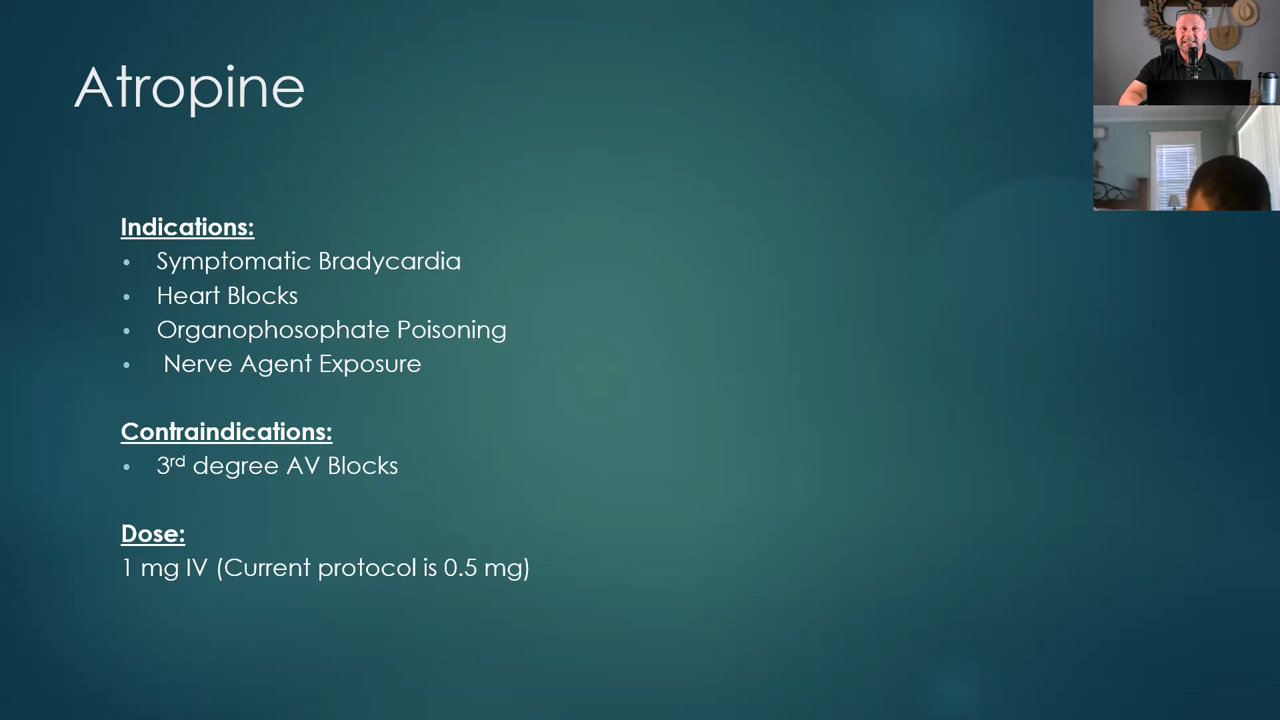 Atropine
Indications:
• Symptomatic Bradycardia
• Heart Blocks
• Organophosophate Poisoning
• Nerve Agent Exposure
Contraindications:
• 3rd degree AV Blocks
Dose:
1 mg IV (Current protocol is 0.5 mg)